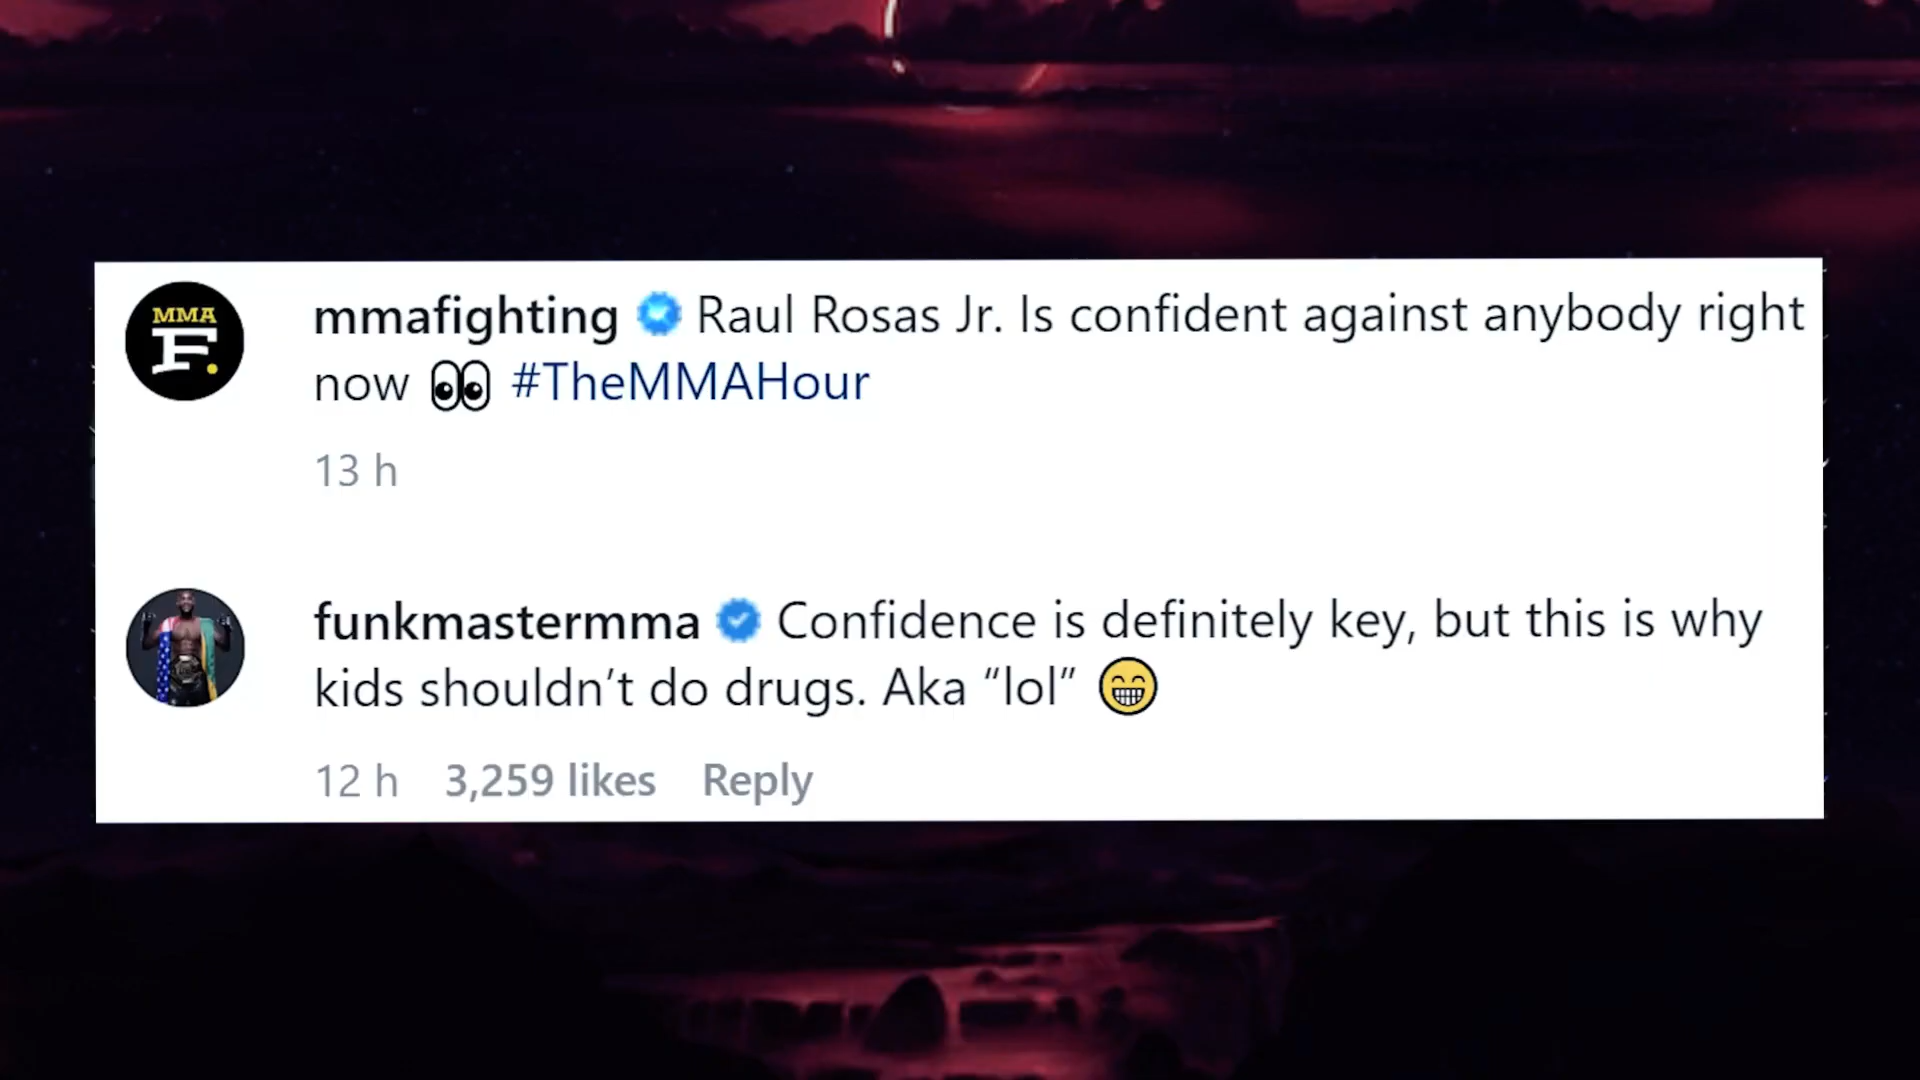 MMA
F.
mmafighting Raul Rosas Jr. Is confident against anybody right
now 👀 #TheMMAHour
13 h
funkmastermma Confidence is definitely key, but this is why
kids shouldn’t do drugs. Aka “lol” 😁
12 h 3,259 likes Reply